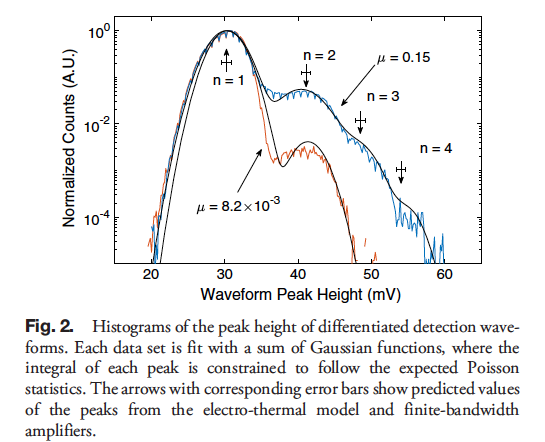 10⁰
n = 2
μ = 0.15
n = 1
n = 3
10⁻²
n = 4
μ = 8.2×10⁻³
10⁻⁴
Normalized Counts (A.U.)
20 30 40 50 60
Waveform Peak Height (mV)
Fig. 2. Histograms of the peak height of differentiated detection wave-
forms. Each data set is fit with a sum of Gaussian functions, where the
integral of each peak is constrained to follow the expected Poisson
statistics. The arrows with corresponding error bars show predicted values
of the peaks from the electro-thermal model and finite-bandwidth
amplifiers.